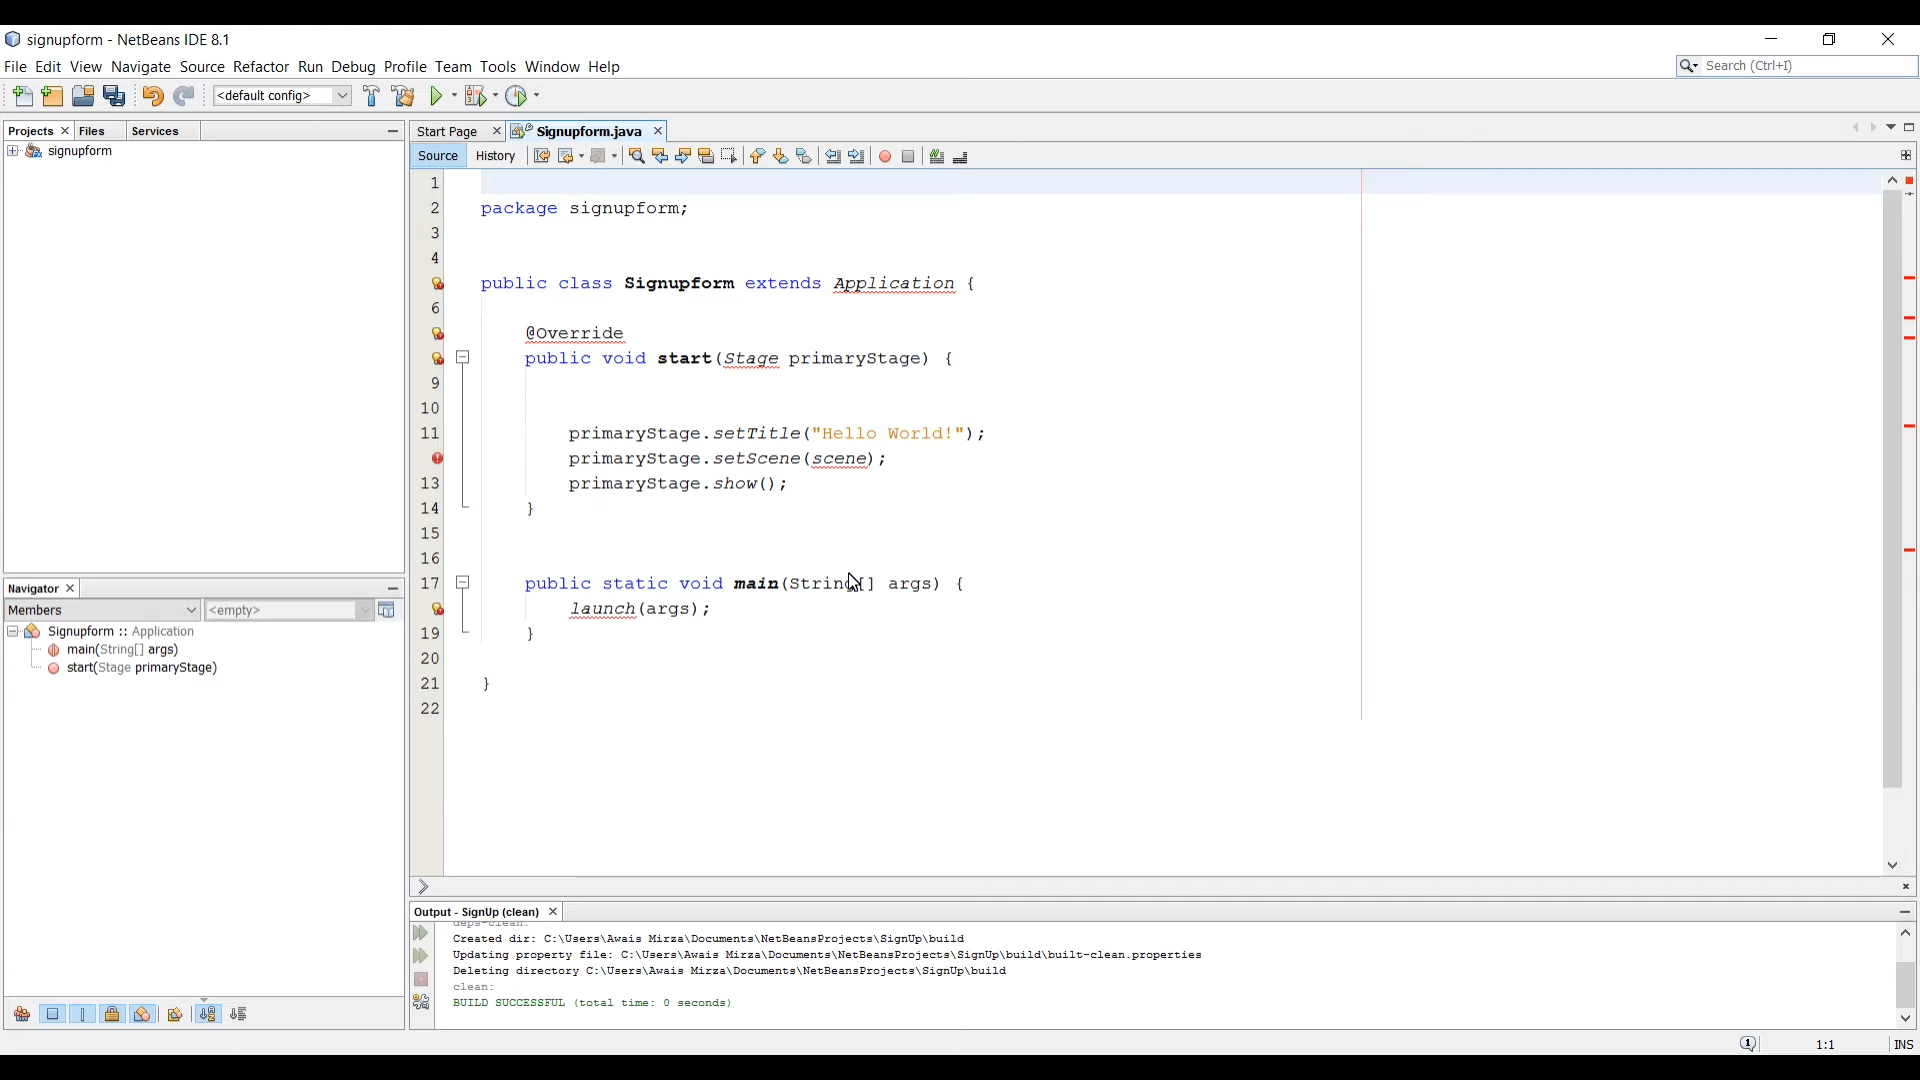 signupform - NetBeans IDE 8.1
File Edit View Navigate Source Refactor Run Debug Profile Team Tools Window Help
Search (Ctrl+I)
<default config>
Projects Files Services
signupform
Start Page Signupform.java
Source History
1
2 package signupform;
3
4
public class Signupform extends Application {
6
@Override
public void start(Stage primaryStage) {
9
10
11 primaryStage.setTitle("Hello World!");
primaryStage.setScene(scene);
13 primaryStage.show();
14 }
15
16
17 public static void main(String[] args) {
launch(args);
19 }
20
21 }
22
Navigator
Members <empty>
Signupform :: Application
main(String[] args)
start(Stage primaryStage)
Output - SignUp (clean)
deps-clean:
Created dir: C:\Users\Awais Mirza\Documents\NetBeansProjects\SignUp\build
Updating property file: C:\Users\Awais Mirza\Documents\NetBeansProjects\SignUp\build\built-clean.properties
Deleting directory C:\Users\Awais Mirza\Documents\NetBeansProjects\SignUp\build
clean:
BUILD SUCCESSFUL (total time: 0 seconds)
1 1:1 INS